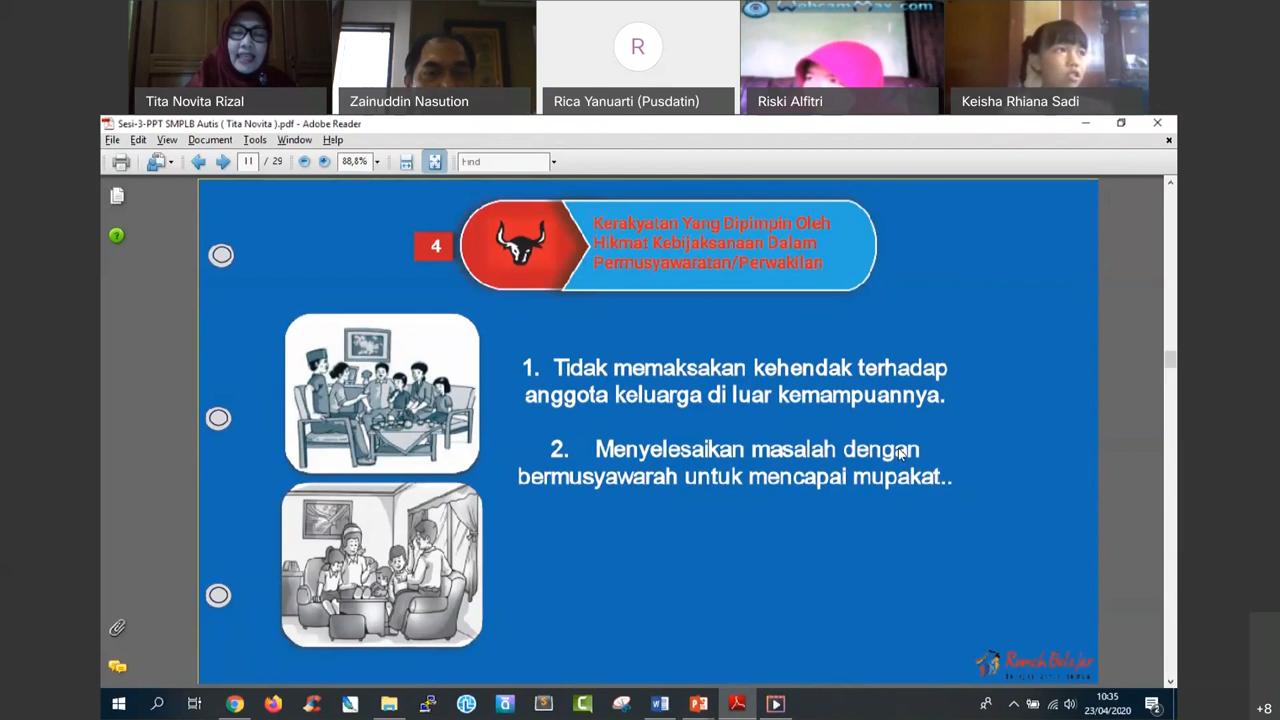 WebcamMax.com
R
Tita Novita Rizal
Zainuddin Nasution
Rica Yanuarti (Pusdatin)
Riski Alfitri
Keisha Rhiana Sadi
Sesi-3-PPT SMPLB Autis ( Tita Novita ).pdf - Adobe Reader
File Edit View Document Tools Window Help
11 / 29 88,8% Find
4
Kerakyatan Yang Dipimpin Oleh
Hikmat Kebijaksanaan Dalam
Permusyawaratan/Perwakilan
1. Tidak memaksakan kehendak terhadap
anggota keluarga di luar kemampuannya.
2. Menyelesaikan masalah dengan
bermusyawarah untuk mencapai mupakat..
Rumah Belajar
10:35
23/04/2020
2
+8